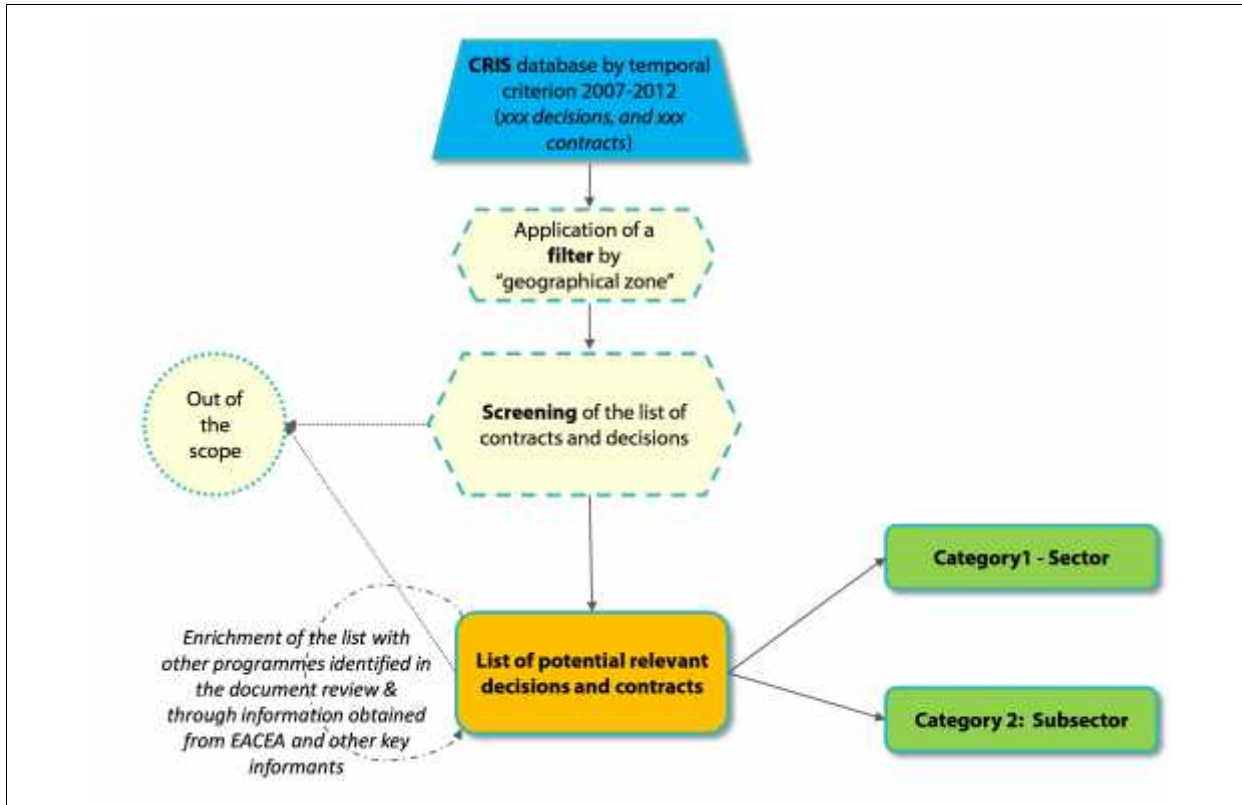 CRIS database by temporal
criterion 2007-2012
(xxx decisions, and xxx
contracts)
Application of a
filter by
“geographical zone”
Out of
the
scope
Screening of the list of
contracts and decisions
Category1 - Sector
Enrichment of the list with
other programmes identified in
the document review &
through information obtained
from EACEA and other key
informants
List of potential relevant
decisions and contracts
Category 2: Subsector